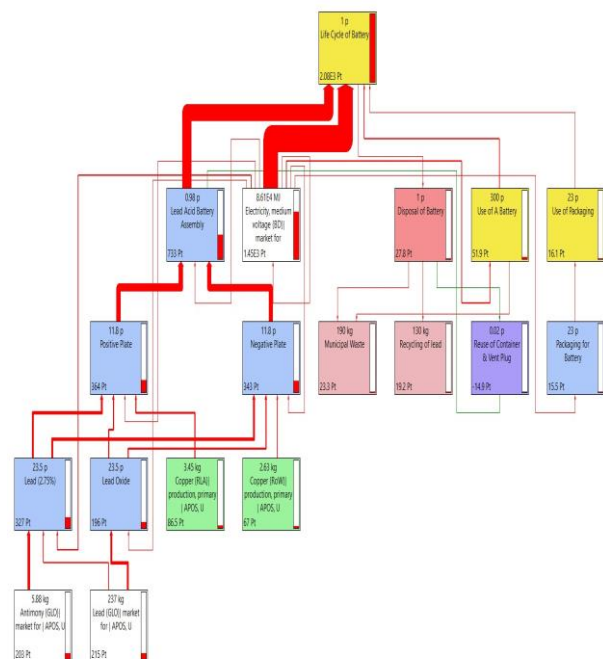 1 p
Life Cycle of Battery
2.08E3 Pt
0.98 p
Lead Acid Battery
Assembly
733 Pt
8.61E4 MJ
Electricity, medium
voltage {BD}|
market for
1.45E3 Pt
1 p
Disposal of Battery
27.8 Pt
300 p
Use of A Battery
51.9 Pt
23 p
Use of Packaging
16.1 Pt
11.8 p
Positive Plate
364 Pt
11.8 p
Negative Plate
343 Pt
190 kg
Municipal Waste
23.3 Pt
130 kg
Recycling of lead
19.2 Pt
0.02 p
Reuse of Container
& Vent Plug
-14.9 Pt
23 p
Packaging for
Battery
15.5 Pt
23.5 p
Lead (2.75%)
327 Pt
23.5 p
Lead Oxide
196 Pt
3.45 kg
Copper {RLA}|
production, primary
| APOS, U
86.5 Pt
2.63 kg
Copper {RoW}|
production, primary
| APOS, U
67 Pt
5.88 kg
Antimony {GLO}|
market for | APOS, U
203 Pt
237 kg
Lead {GLO}| market
for | APOS, U
215 Pt